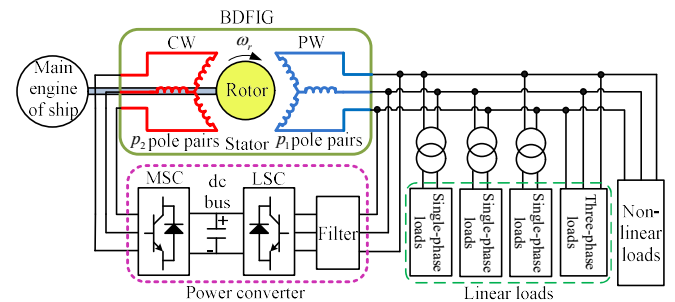 BDFIG
CW
ωr
PW
Main
engine
of ship
Rotor
p2 pole pairs
Stator
p1 pole pairs
MSC
dc
bus
LSC
+
-
Filter
Power converter
Single-phase
loads
Single-phase
loads
Single-phase
loads
Three-phase
loads
Linear loads
Non-
linear
loads